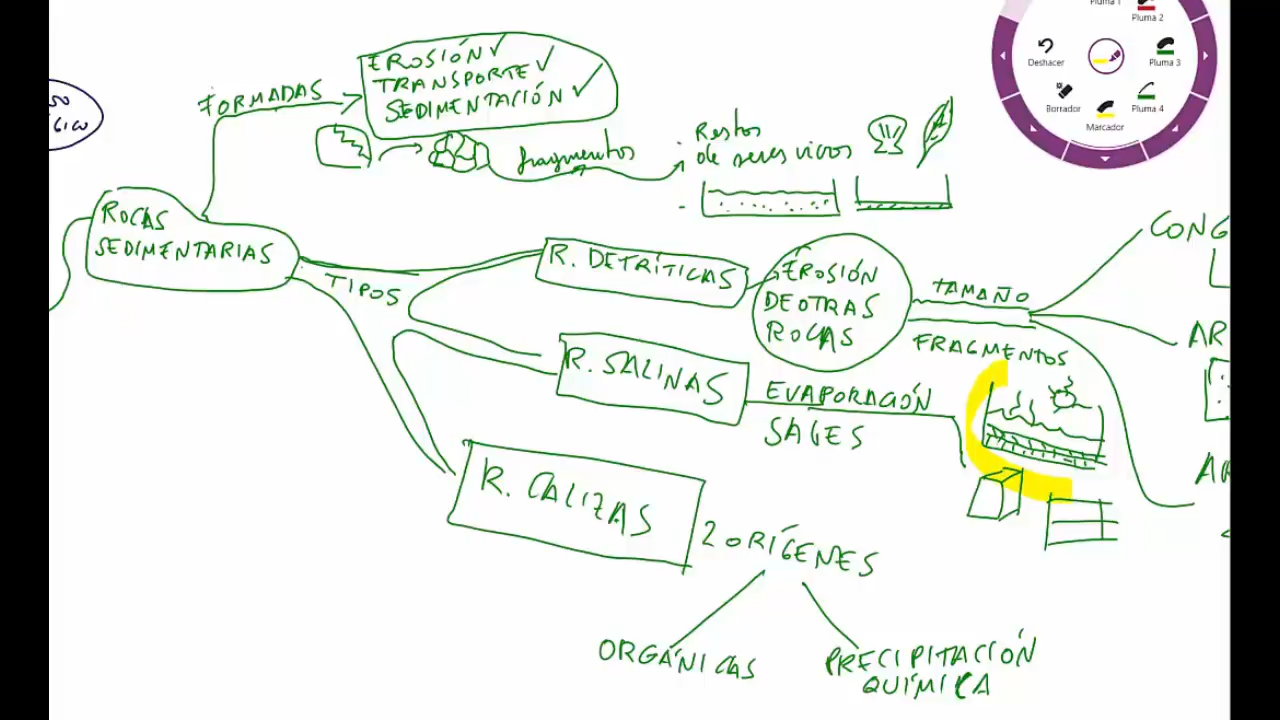 SO
GICO
FORMADAS
EROSIÓN ✓
TRANSPORTE ✓
SEDIMENTACIÓN ✓
fragmentos
Restos
de seres vivos
ROCAS
SEDIMENTARIAS
TIPOS
R. DETRÍTICAS
EROSIÓN
DE OTRAS
ROCAS
TAMAÑO
FRAGMENTOS
CONG
AR
AR
R. SALINAS
EVAPORACIÓN
SALES
R. CALIZAS
2 ORÍGENES
ORGÁNICAS
PRECIPITACIÓN
QUÍMICA
Pluma 1
Pluma 2
Deshacer
Pluma 3
Borrador
Pluma 4
Marcador